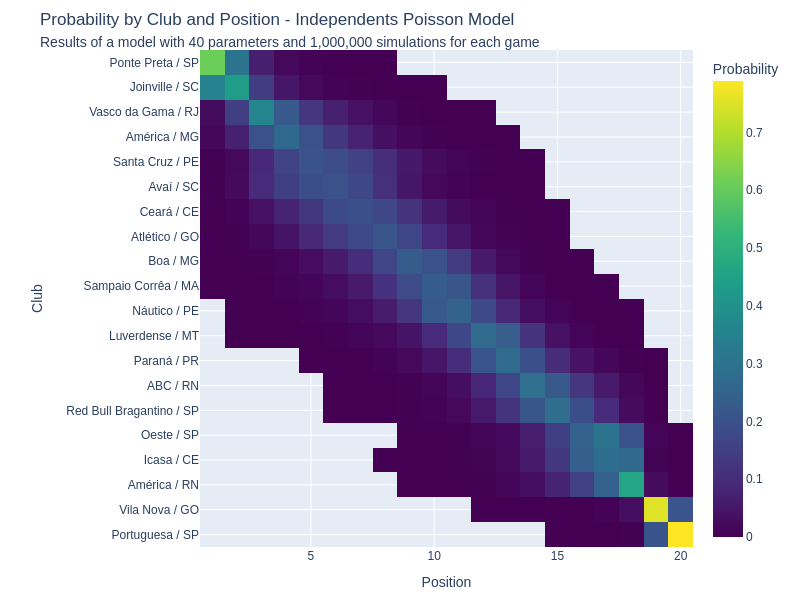 Probability by Club and Position - Independents Poisson Model
Results of a model with 40 parameters and 1,000,000 simulations for each game
Probability
Club
Ponte Preta / SP
Joinville / SC
Vasco da Gama / RJ
América / MG
Santa Cruz / PE
Avaí / SC
Ceará / CE
Atlético / GO
Boa / MG
Sampaio Corrêa / MA
Náutico / PE
Luverdense / MT
Paraná / PR
ABC / RN
Red Bull Bragantino / SP
Oeste / SP
Icasa / CE
América / RN
Vila Nova / GO
Portuguesa / SP
0.7
0.6
0.5
0.4
0.3
0.2
0.1
0
5 10 15 20
Position